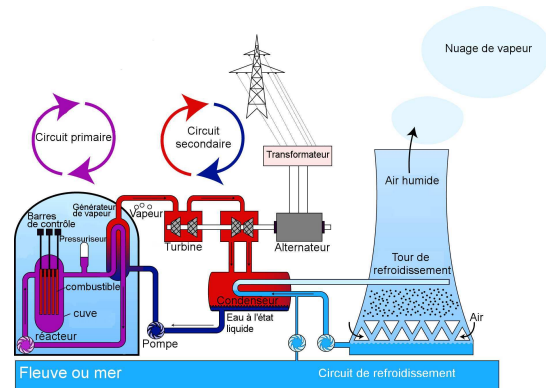 Nuage de vapeur
Circuit primaire
Circuit
secondaire
Transformateur
Air humide
Générateur
de vapeur
Vapeur
Barres
de contrôle
Pressuriseur
Turbine
Alternateur
Tour de
refroidissement
combustible
Condenseur
cuve
Eau à l'état
liquide
Air
réacteur
Pompe
Fleuve ou mer
Circuit de refroidissement